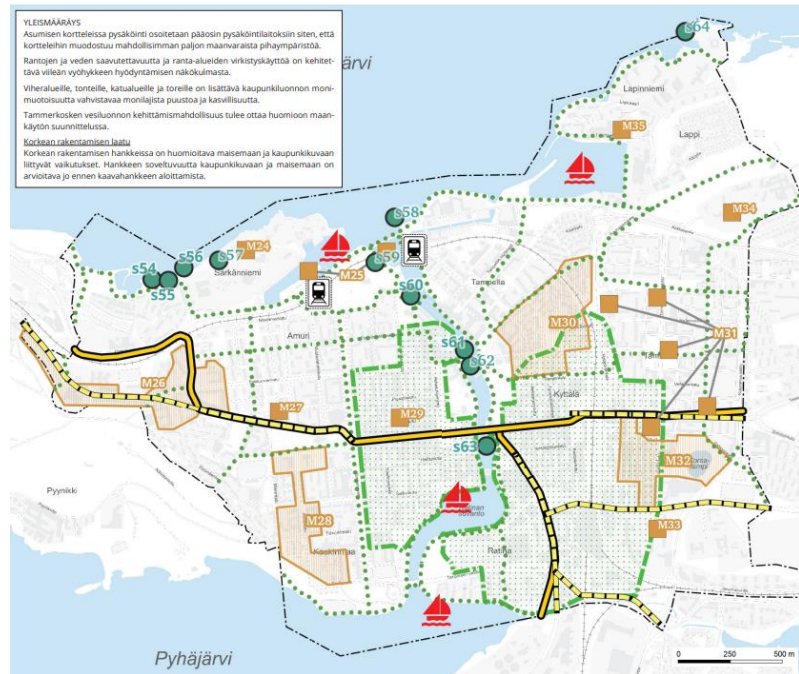 YLEISMÄÄRÄYS
Asumisen kortteleissa pysäköinti osoitetaan pääosin pysäköintilaitoksiin siten, että
kortteleihin muodostuu mahdollisimman paljon maanvaraista pihaympäristöä.
Rantojen ja veden saavutettavuutta ja ranta-alueiden virkistyskäyttöä on kehitet-
tävä viileän vyöhykkeen hyödyntämisen näkökulmasta.
Viheralueille, tonteille, katualueille ja toreille on lisättävä kaupunkiluonnon moni-
muotoisuutta vahvistavaa monilajista puustoa ja kasvillisuutta.
Tammerkosken vesiluonnon kehittämismahdollisuus tulee ottaa huomioon maan-
käytön suunnittelussa.
Korkean rakentamisen laatu
Korkean rakentamisen hankkeissa on huomioitava maisemaan ja kaupunkikuvaan
liittyvät vaikutukset. Hankkeen soveltuvuutta kaupunkikuvaan ja maisemaan on
arvioitava jo ennen kaavahankkeen aloittamista.
järvi
s64
Lapinniemi
M35
Lappi
M34
s58
s57
M24
s56
s59
Särkänniemi
M25
s54
s55
s60
Tampella
M30
M31
Amuri
s61
s62
M26
Kyttälä
M27
M29
s63
M32
Pyynikki
M28
M33
Kaakinmaa
Ratina
Pyhäjärvi
0 250 500 m